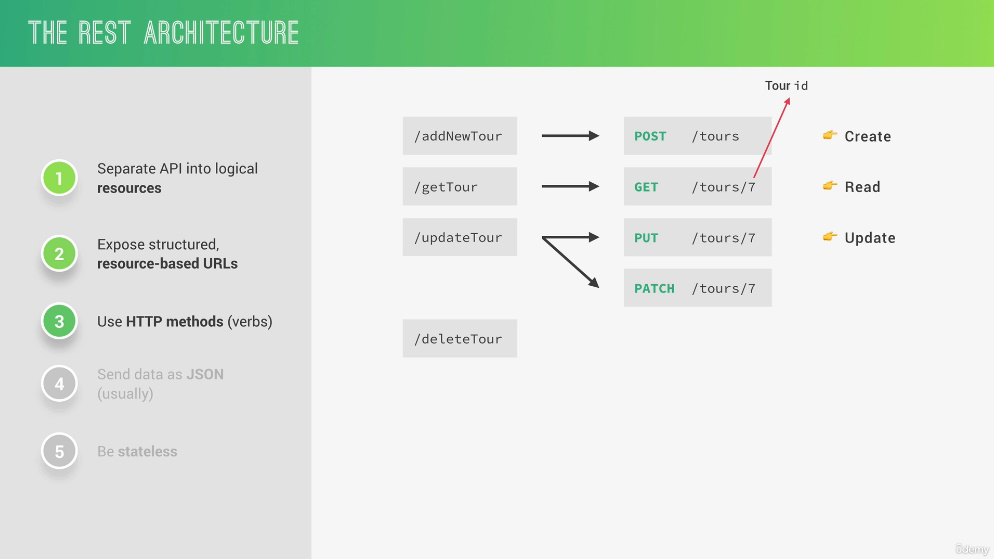 THE REST ARCHITECTURE
1
Separate API into logical
resources
2
Expose structured,
resource-based URLs
3
Use HTTP methods (verbs)
4
Send data as JSON
(usually)
5
Be stateless
Tour id
/addNewTour
POST /tours
Create
/getTour
GET /tours/7
Read
/updateTour
PUT /tours/7
Update
PATCH /tours/7
/deleteTour
ûdemy